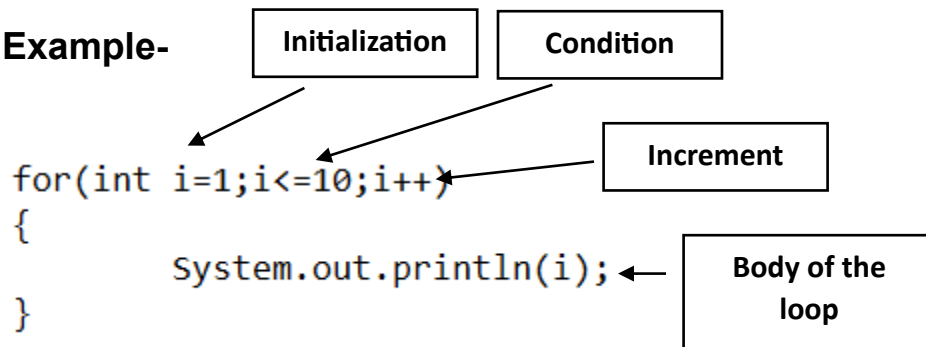 Example-
Initialization
Condition
Increment
for(int i=1;i<=10;i++)
{
System.out.println(i);
}
Body of the
loop